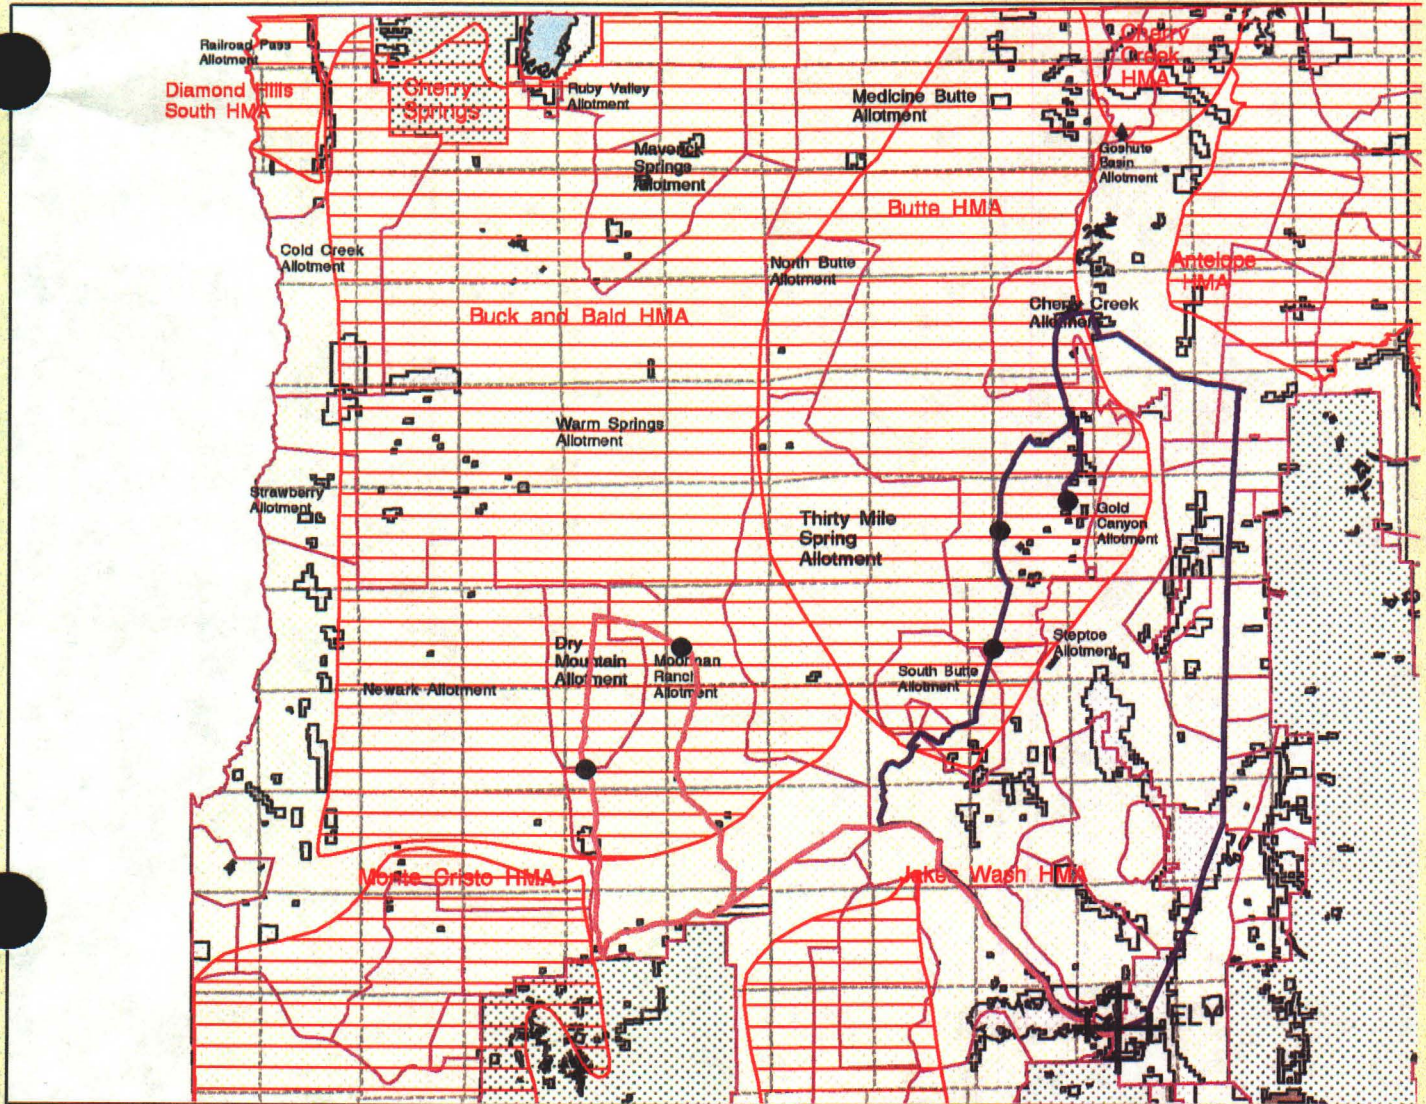 Railroad Pass
Allotment
Diamond Hills
South HMA
Cherry
Springs
Ruby Valley
Allotment
Medicine Butte
Allotment
Cherry
Creek
HMA
Maverick
Springs
Allotment
Goshute
Basin
Allotment
Butte HMA
Cold Creek
Allotment
North Butte
Allotment
Antelope
HMA
Buck and Bald HMA
Cherry Creek
Allotment
Warm Springs
Allotment
Strawberry
Allotment
Thirty Mile
Spring
Allotment
Gold
Canyon
Allotment
Dry
Mountain
Allotment
Moorman
Ranch
Allotment
Steptoe
Allotment
South Butte
Allotment
Newark Allotment
Monte Cristo HMA
Jakes Wash HMA
ELY